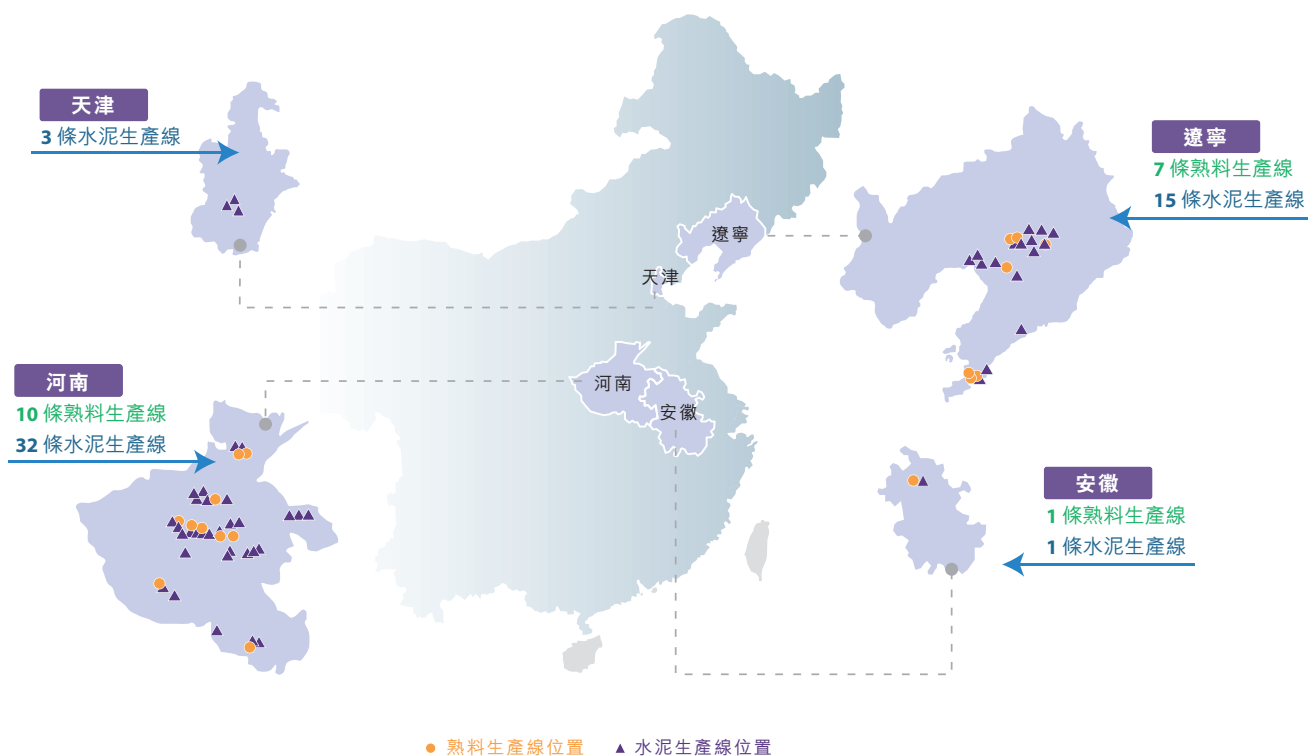 天津
3 條水泥生產線
遼寧
7 條熟料生產線
15 條水泥生產線
遼寧
天津
河南
安徽
河南
10 條熟料生產線
32 條水泥生產線
安徽
1 條熟料生產線
1 條水泥生產線
熟料生產線位置
水泥生產線位置